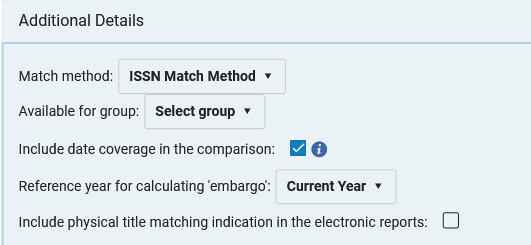 Additional Details
Match method: ISSN Match Method
Available for group: Select group
Include date coverage in the comparison:
Reference year for calculating 'embargo': Current Year
Include physical title matching indication in the electronic reports: